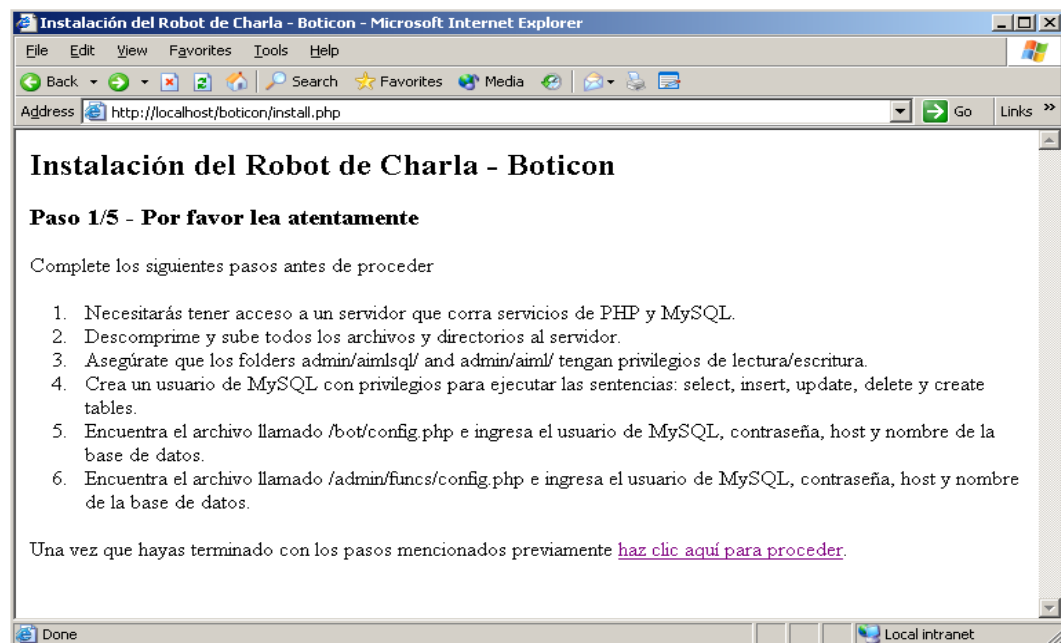 Instalación del Robot de Charla - Boticon - Microsoft Internet Explorer
File Edit View Favorites Tools Help
Back Search Favorites Media
Address http://localhost/boticon/install.php Go Links »
Instalación del Robot de Charla - Boticon
Paso 1/5 - Por favor lea atentamente
Complete los siguientes pasos antes de proceder
1. Necesitarás tener acceso a un servidor que corra servicios de PHP y MySQL.
2. Descomprime y sube todos los archivos y directorios al servidor.
3. Asegúrate que los folders admin/aimlsql/ and admin/aiml/ tengan privilegios de lectura/escritura.
4. Crea un usuario de MySQL con privilegios para ejecutar las sentencias: select, insert, update, delete y create
tables.
5. Encuentra el archivo llamado /bot/config.php e ingresa el usuario de MySQL, contraseña, host y nombre de la
base de datos.
6. Encuentra el archivo llamado /admin/funcs/config.php e ingresa el usuario de MySQL, contraseña, host y nombre
de la base de datos.
Una vez que hayas terminado con los pasos mencionados previamente haz clic aquí para proceder.
Done Local intranet